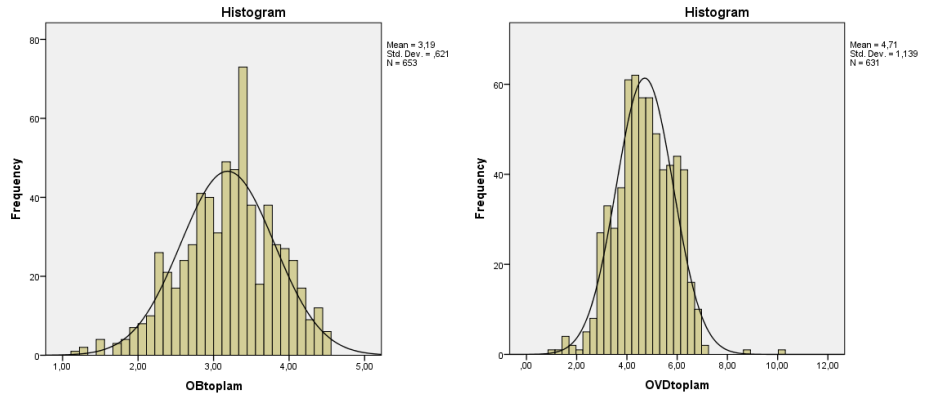 Histogram
80
60
40
20
0
Frequency
1,00 2,00 3,00 4,00 5,00
OBtoplam
Mean = 3,19
Std. Dev. = ,621
N = 653
Histogram
60
40
20
0
Frequency
,00 2,00 4,00 6,00 8,00 10,00 12,00
OVDtoplam
Mean = 4,71
Std. Dev. = 1,139
N = 631